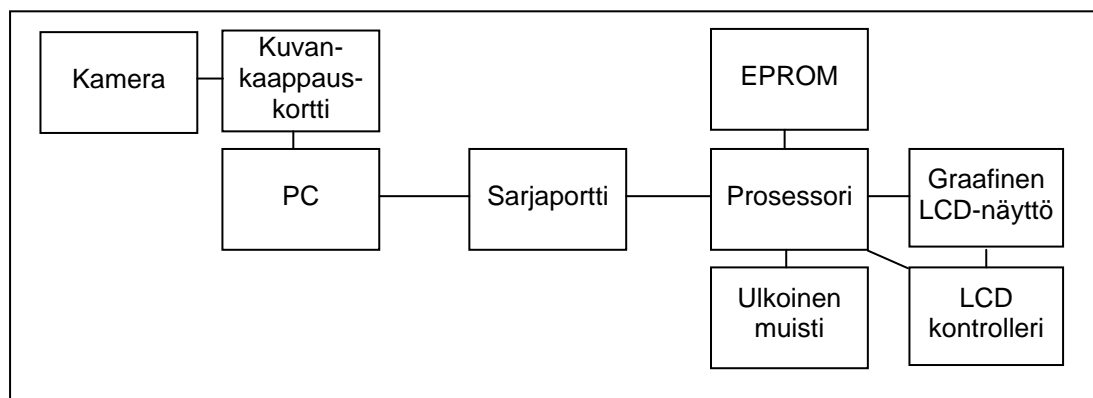 Kamera
Kuvan-
kaappaus-
kortti
EPROM
PC
Sarjaportti
Prosessori
Graafinen
LCD-näyttö
Ulkoinen
muisti
LCD
kontrolleri